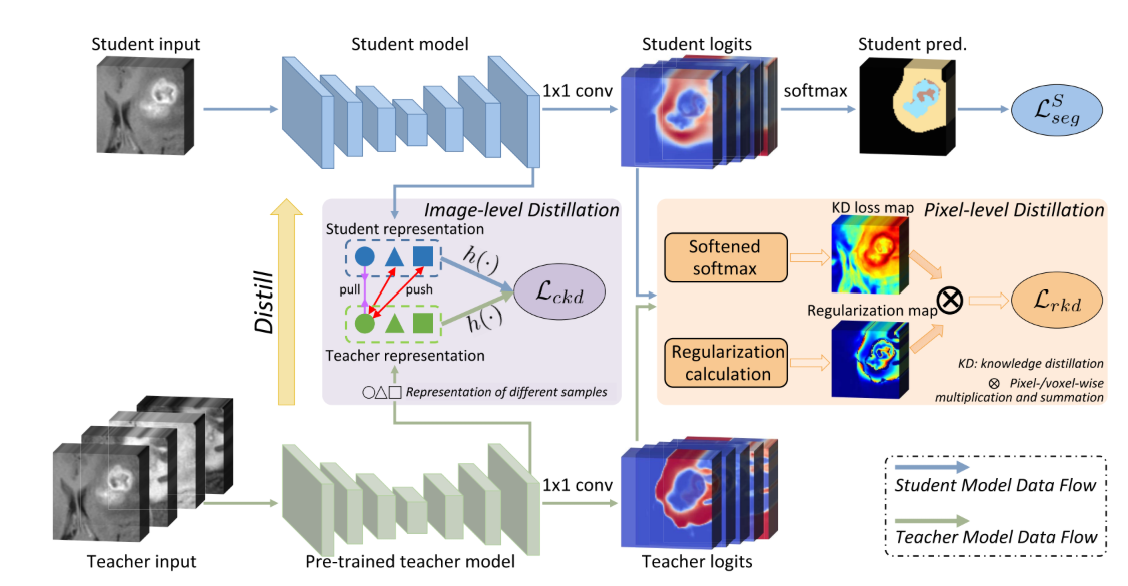 Student input
Student model
Student logits
Student pred.
1x1 conv
softmax
ℒ^S_seg
Distill
Image-level Distillation
Student representation
pull
push
h(·)
h(·)
ℒ_ckd
Teacher representation
○△□ Representation of different samples
KD loss map
Pixel-level Distillation
Softened
softmax
Regularization map
Regularization
calculation
⊗
ℒ_rkd
KD: knowledge distillation
⊗ Pixel-/voxel-wise
multiplication and summation
1x1 conv
Student Model Data Flow
Teacher Model Data Flow
Teacher input
Pre-trained teacher model
Teacher logits